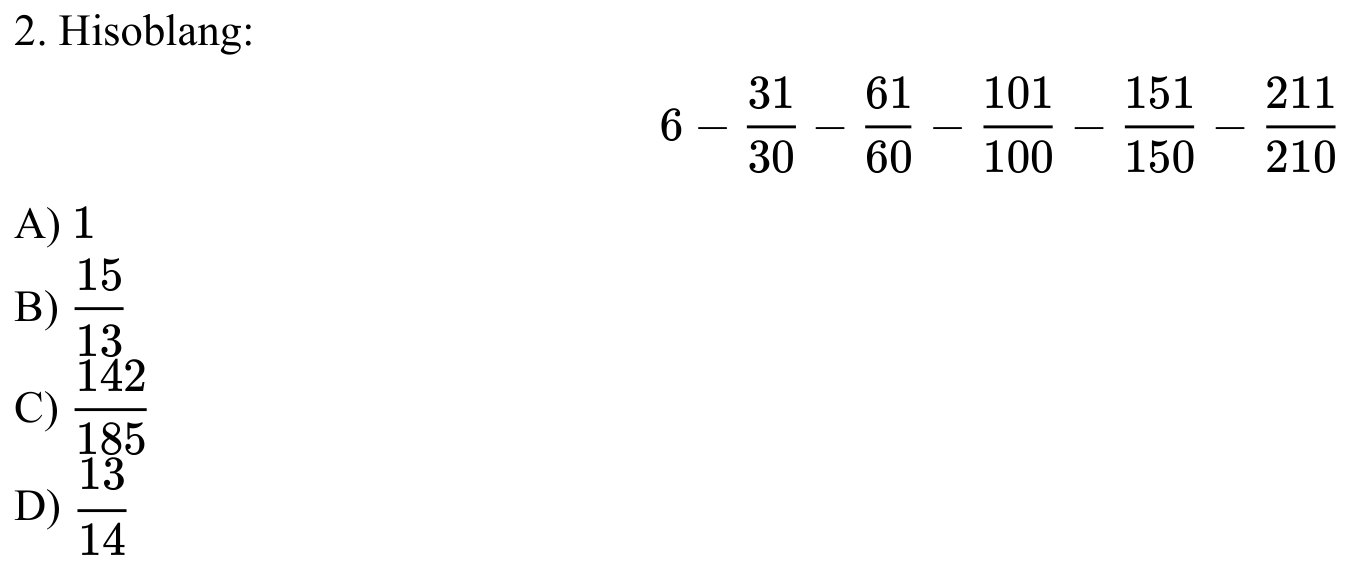 2. Hisoblang:
6 − 31/30 − 61/60 − 101/100 − 151/150 − 211/210
A) 1
B) 15/13
C) 142/185
D) 13/14